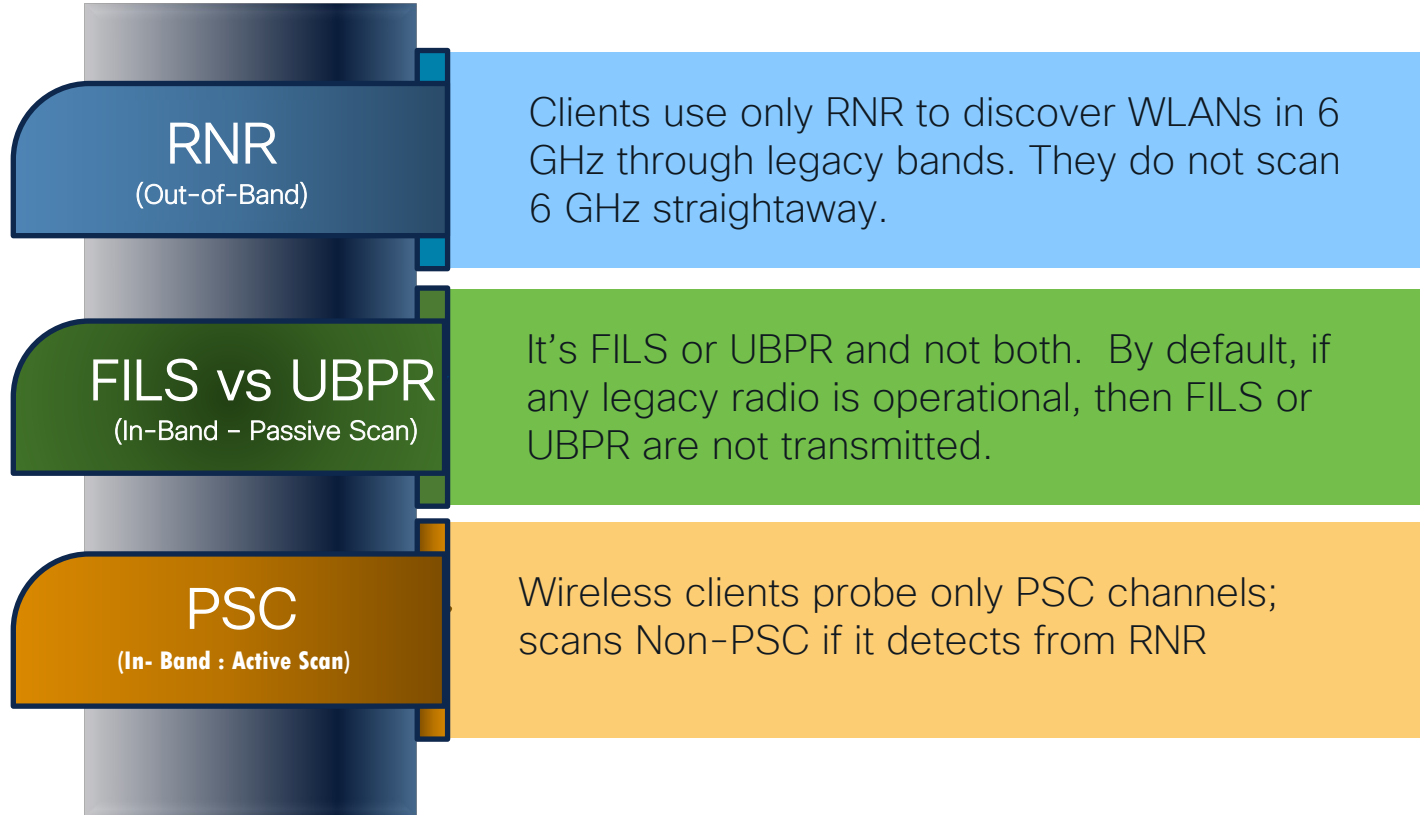 RNR
(Out-of-Band)
Clients use only RNR to discover WLANs in 6
GHz through legacy bands. They do not scan
6 GHz straightaway.
FILS vs UBPR
(In-Band – Passive Scan)
It’s FILS or UBPR and not both.  By default, if
any legacy radio is operational, then FILS or
UBPR are not transmitted.
PSC
(In- Band : Active Scan)
Wireless clients probe only PSC channels;
scans Non-PSC if it detects from RNR